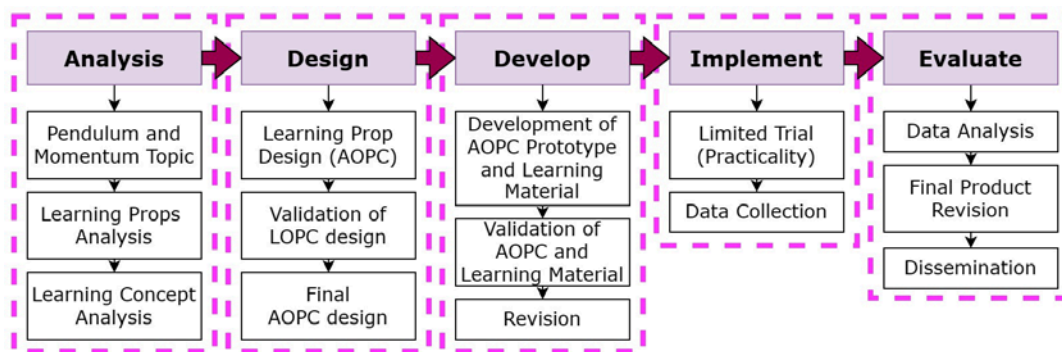 Analysis
Pendulum and
Momentum Topic
Learning Props
Analysis
Learning Concept
Analysis
Design
Learning Prop
Design (AOPC)
Validation of
LOPC design
Final
AOPC design
Develop
Development of
AOPC Prototype
and Learning
Material
Validation of
AOPC and
Learning Material
Revision
Implement
Limited Trial
(Practicality)
Data Collection
Evaluate
Data Analysis
Final Product
Revision
Dissemination